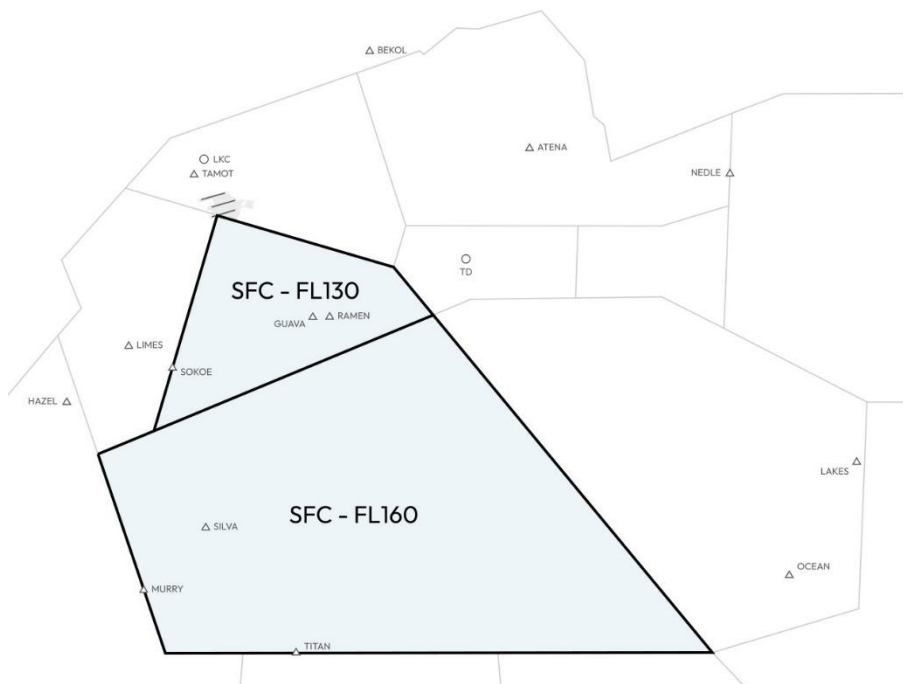 BEKOL
ATENA
LKC
TAMOT
NEDLE
TD
SFC - FL130
GUAVA
RAMEN
LIMES
SOKOE
HAZEL
LAKES
SFC - FL160
SILVA
OCEAN
MURRY
TITAN